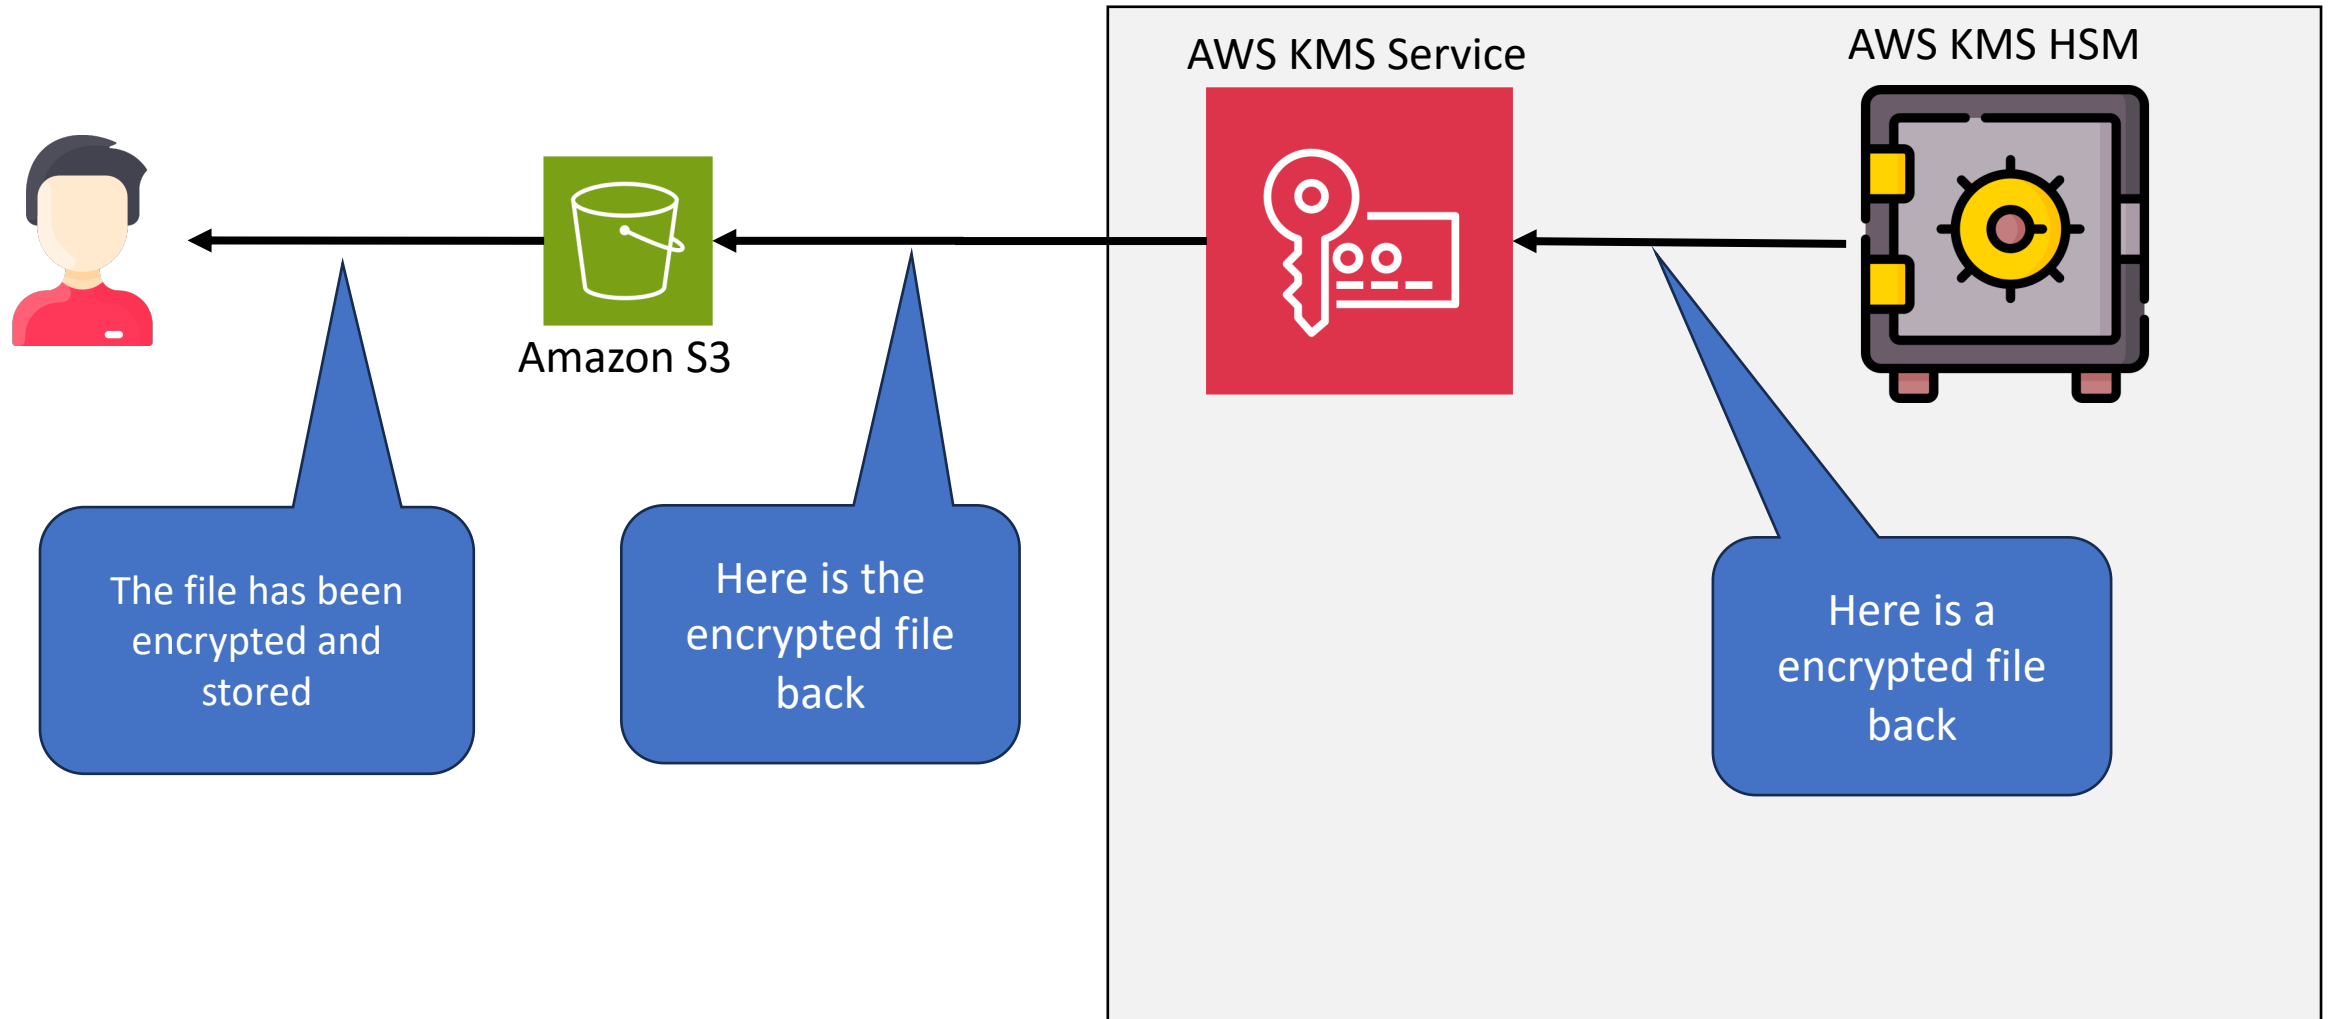 AWS KMS Service
AWS KMS HSM
Amazon S3
The file has been
encrypted and
stored
Here is the
encrypted file
back
Here is a
encrypted file
back